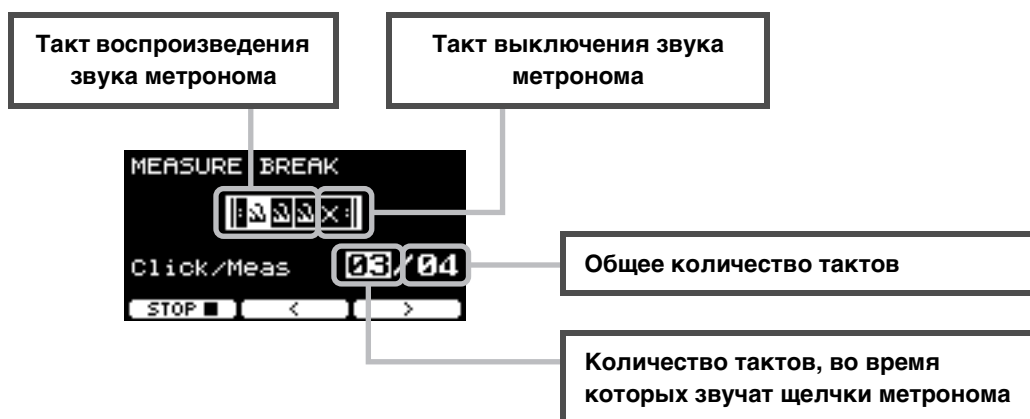 Такт воспроизведения
звука метронома
Такт выключения звука
метронома
MEASURE BREAK
Click/Meas 03/04
STOP ■ < >
Общее количество тактов
Количество тактов, во время
которых звучат щелчки метронома